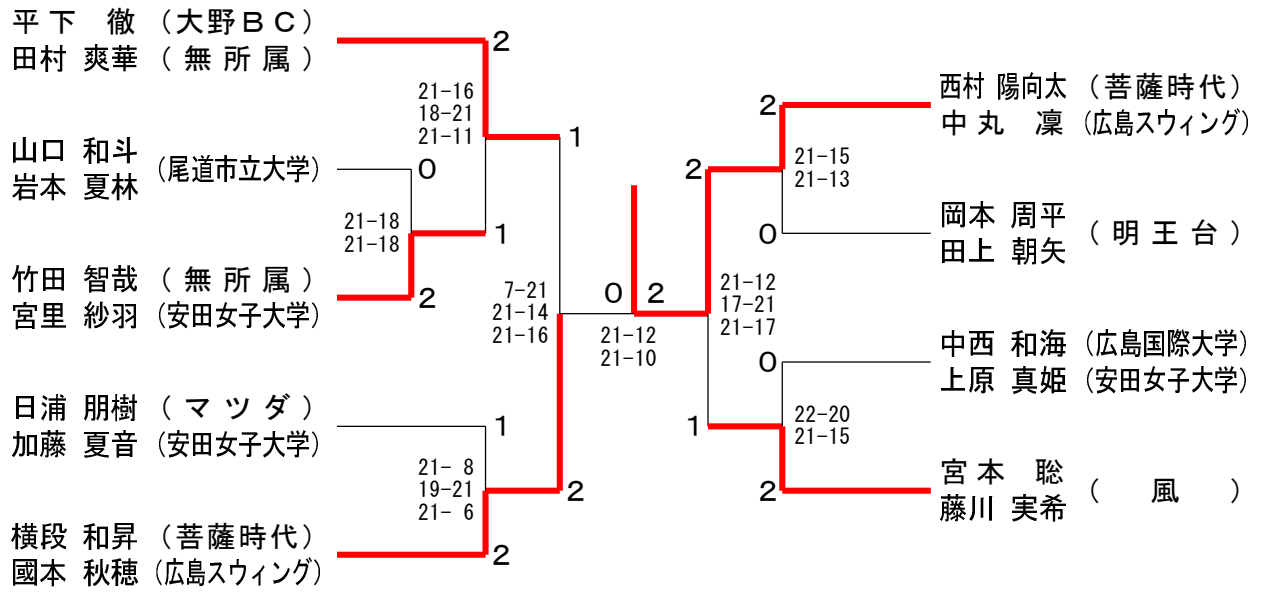 平下 徹 (大野BC)
田村 爽華 (無所属)
2
21-16
18-21
21-11
1
山口 和斗
岩本 夏林
(尾道市立大学)
0
21-18
21-18
1
竹田 智哉 (無所属)
宮里 紗羽 (安田女子大学)
2
7-21
21-14
21-16
日浦 朋樹 (マツダ)
加藤 夏音 (安田女子大学)
1
21- 8
19-21
21- 6
2
横段 和昇 (菩薩時代)
國本 秋穂 (広島スウィング)
2
0 2
21-12
21-10
西村 陽向太 (菩薩時代)
中丸 凜 (広島スウィング)
2
2
21-15
21-13
岡本 周平
田上 朝矢
(明王台)
0
21-12
17-21
21-17
中西 和海 (広島国際大学)
上原 真姫 (安田女子大学)
0
1
22-20
21-15
宮本 聡
藤川 実希
(風)
2